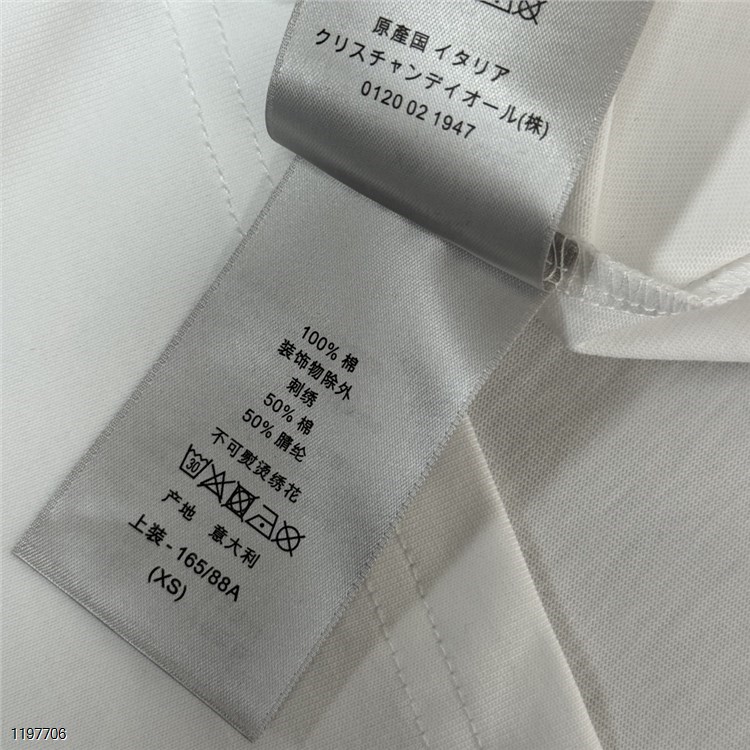 原產国 イタリア
クリスチャンディオール(株)
0120 02 1947
100% 棉
装饰物除外
刺绣
50% 棉
50% 腈纶
不可熨烫绣花
30
产地 意大利
上装 - 165/88A
(XS)
1197706